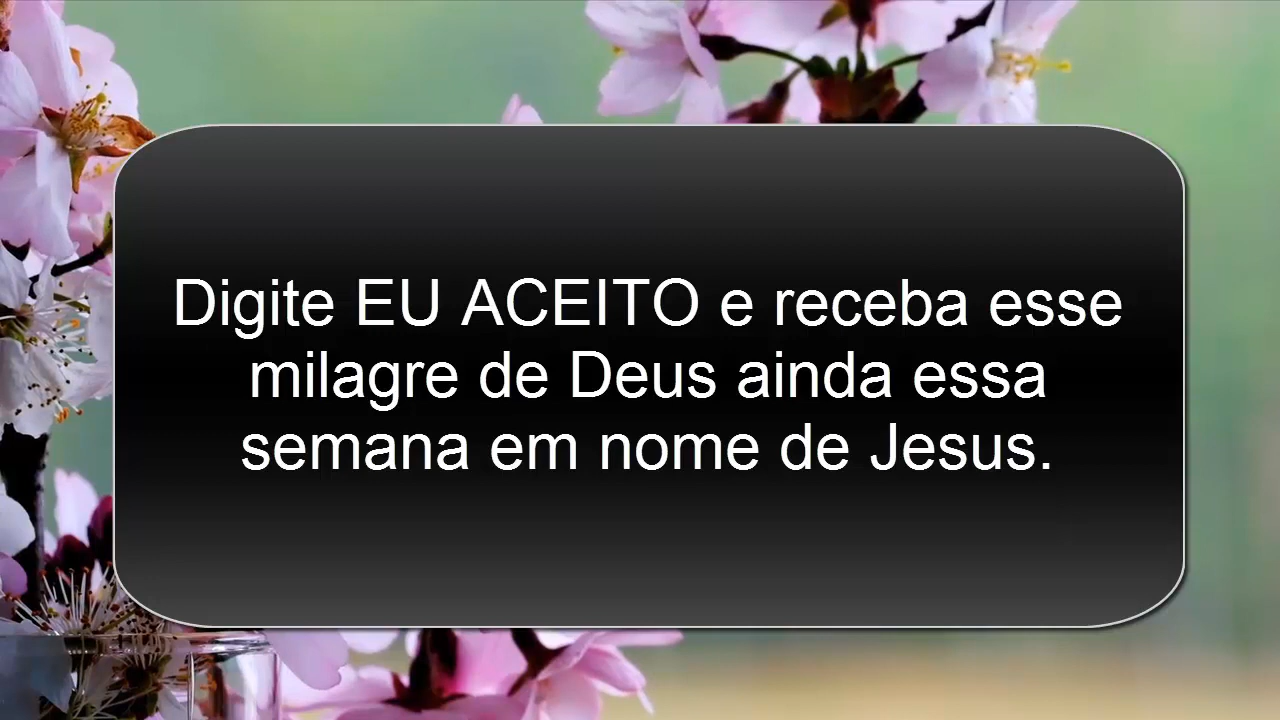 Digite EU ACEITO e receba esse
milagre de Deus ainda essa
semana em nome de Jesus.